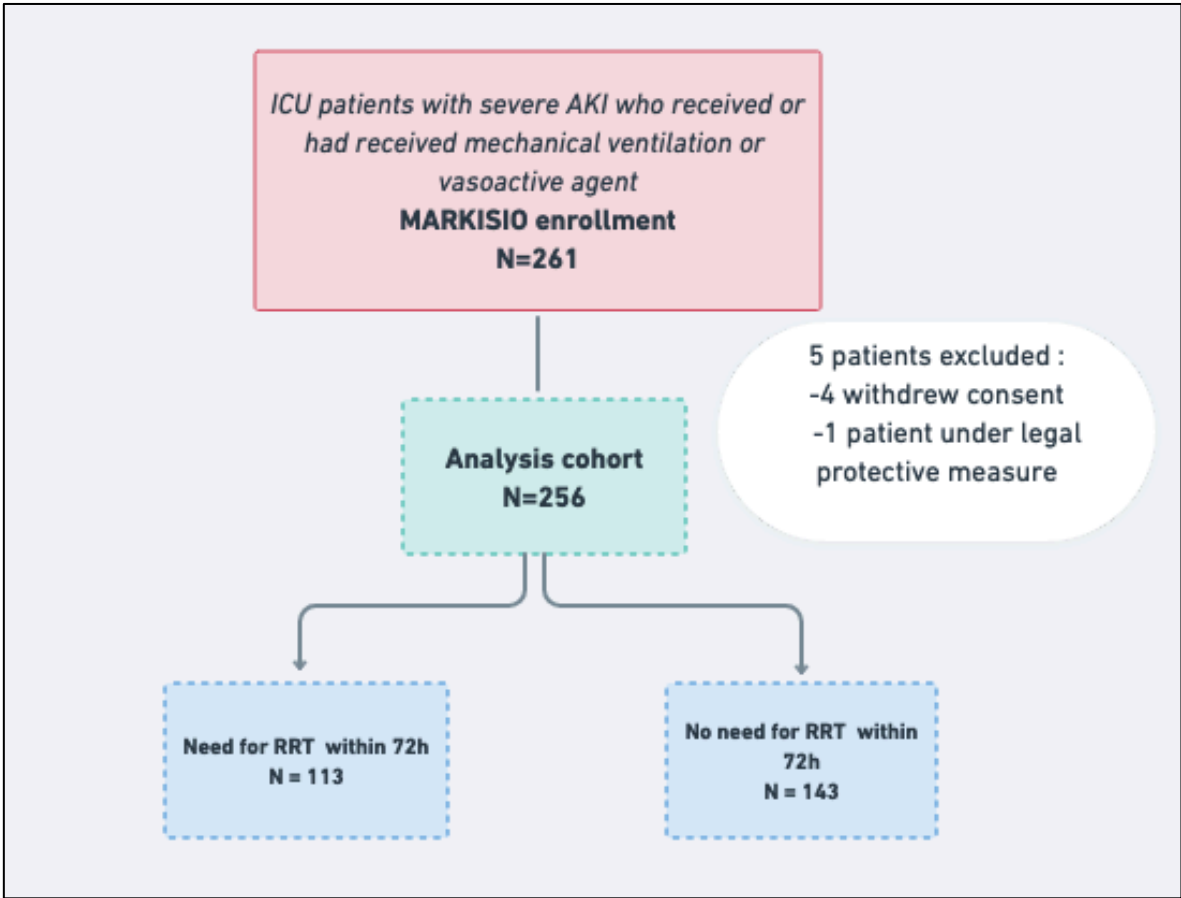 ICU patients with severe AKI who received or
had received mechanical ventilation or
vasoactive agent
MARKISIO enrollment
N=261
5 patients excluded :
-4 withdrew consent
-1 patient under legal
protective measure
Analysis cohort
N=256
Need for RRT within 72h
N = 113
No need for RRT within
72h
N = 143